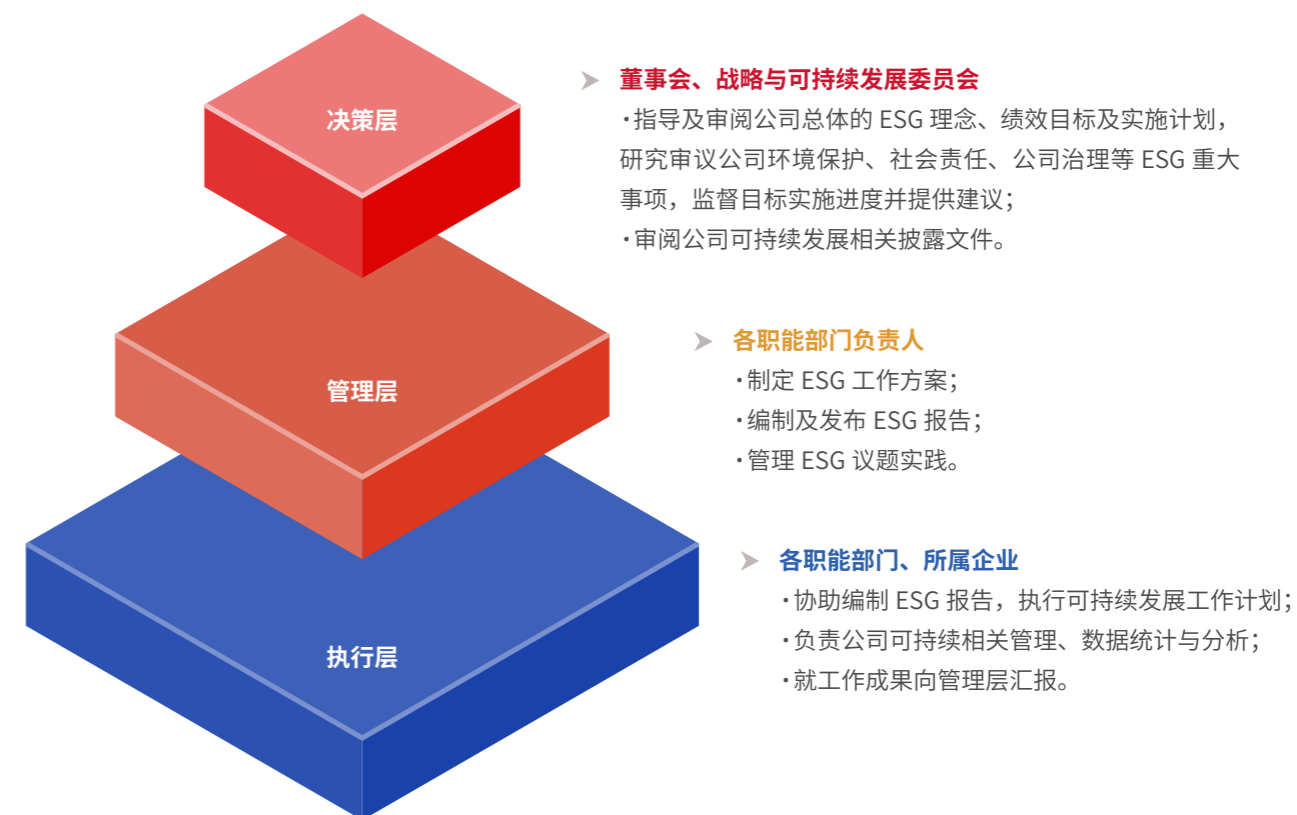 决策层
董事会、战略与可持续发展委员会
·指导及审阅公司总体的 ESG 理念、绩效目标及实施计划，
研究审议公司环境保护、社会责任、公司治理等 ESG 重大
事项，监督目标实施进度并提供建议；
·审阅公司可持续发展相关披露文件。
管理层
各职能部门负责人
·制定 ESG 工作方案；
·编制及发布 ESG 报告；
·管理 ESG 议题实践。
执行层
各职能部门、所属企业
·协助编制 ESG 报告，执行可持续发展工作计划；
·负责公司可持续相关管理、数据统计与分析；
·就工作成果向管理层汇报。